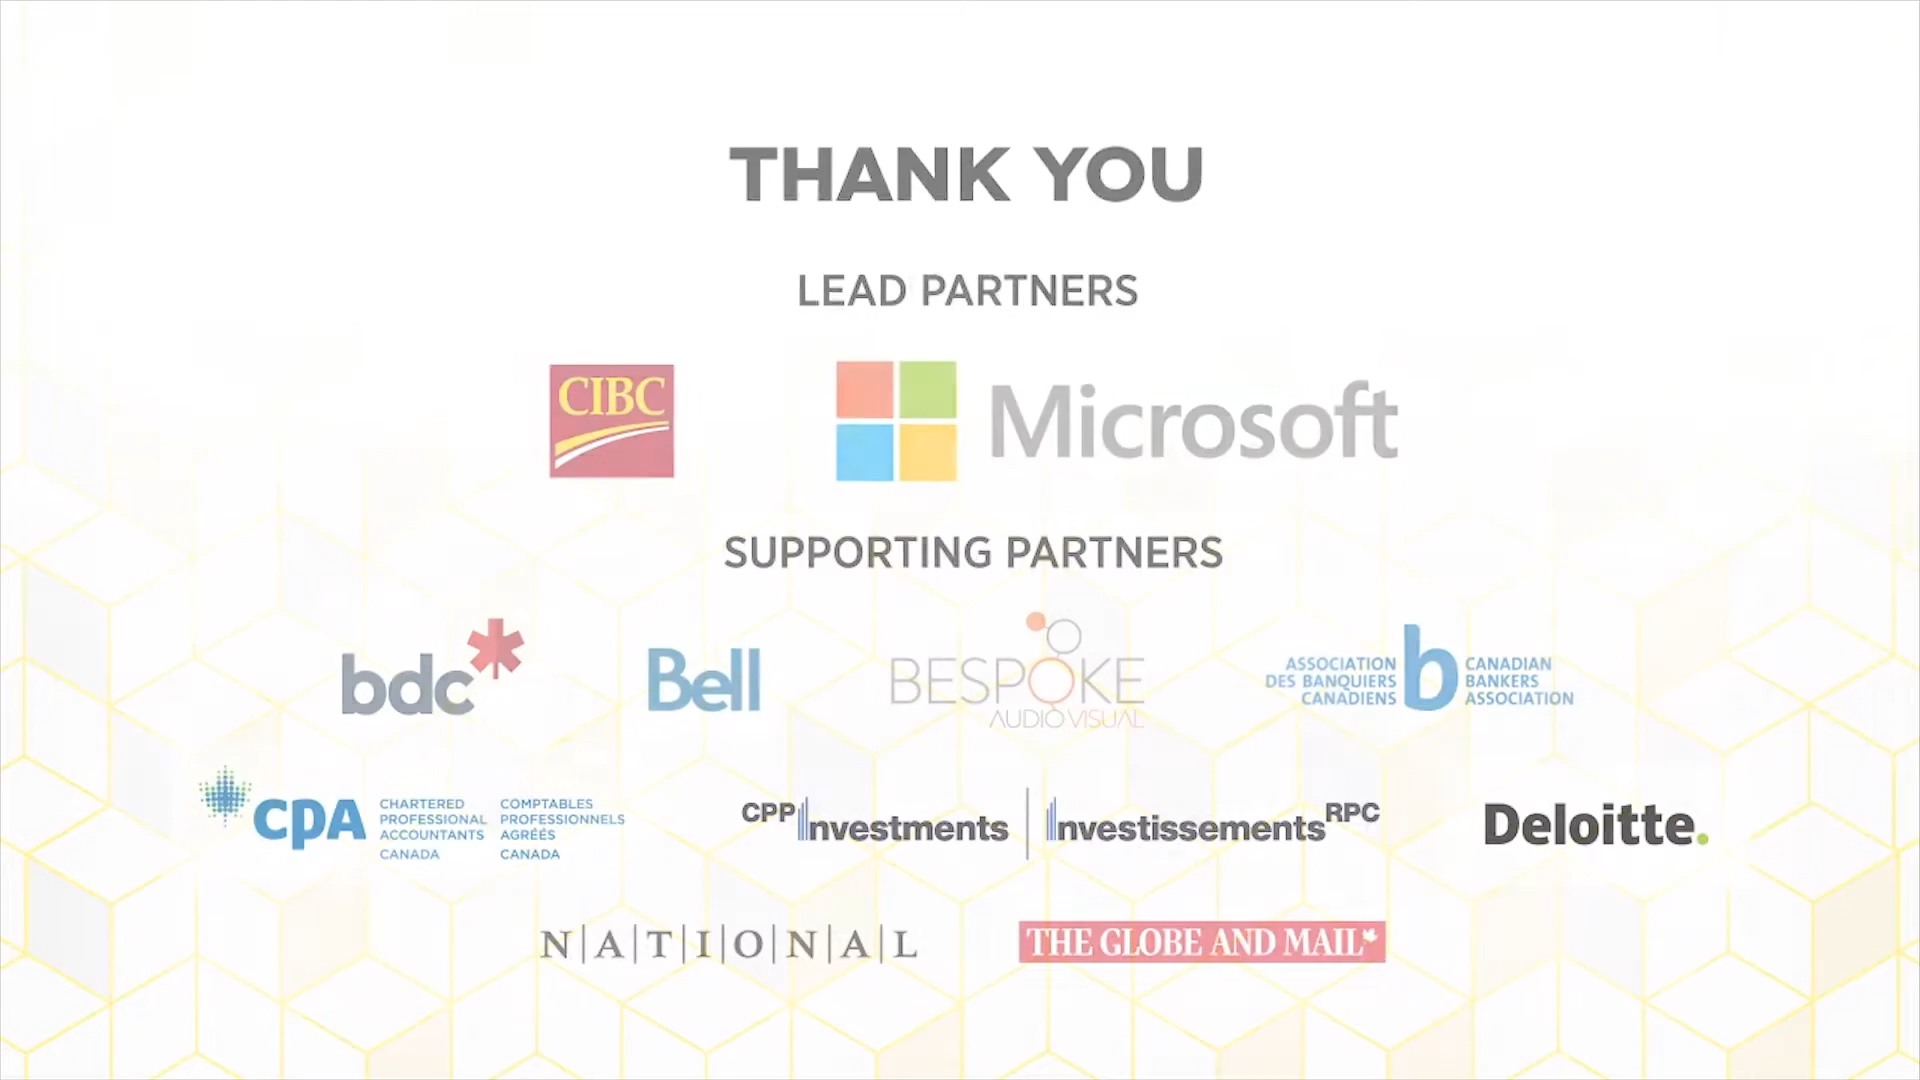 THANK YOU
LEAD PARTNERS
CIBC
Microsoft
SUPPORTING PARTNERS
bdc
Bell
BESPOKE
AUDIO VISUAL
ASSOCIATION
DES BANQUIERS
CANADIENS
b
CANADIAN
BANKERS
ASSOCIATION
CPA
CHARTERED
PROFESSIONAL
ACCOUNTANTS
CANADA
COMPTABLES
PROFESSIONNELS
AGRÉÉS
CANADA
CPP Investments
Investissements RPC
Deloitte.
N|A|T|I|O|N|A|L
THE GLOBE AND MAIL